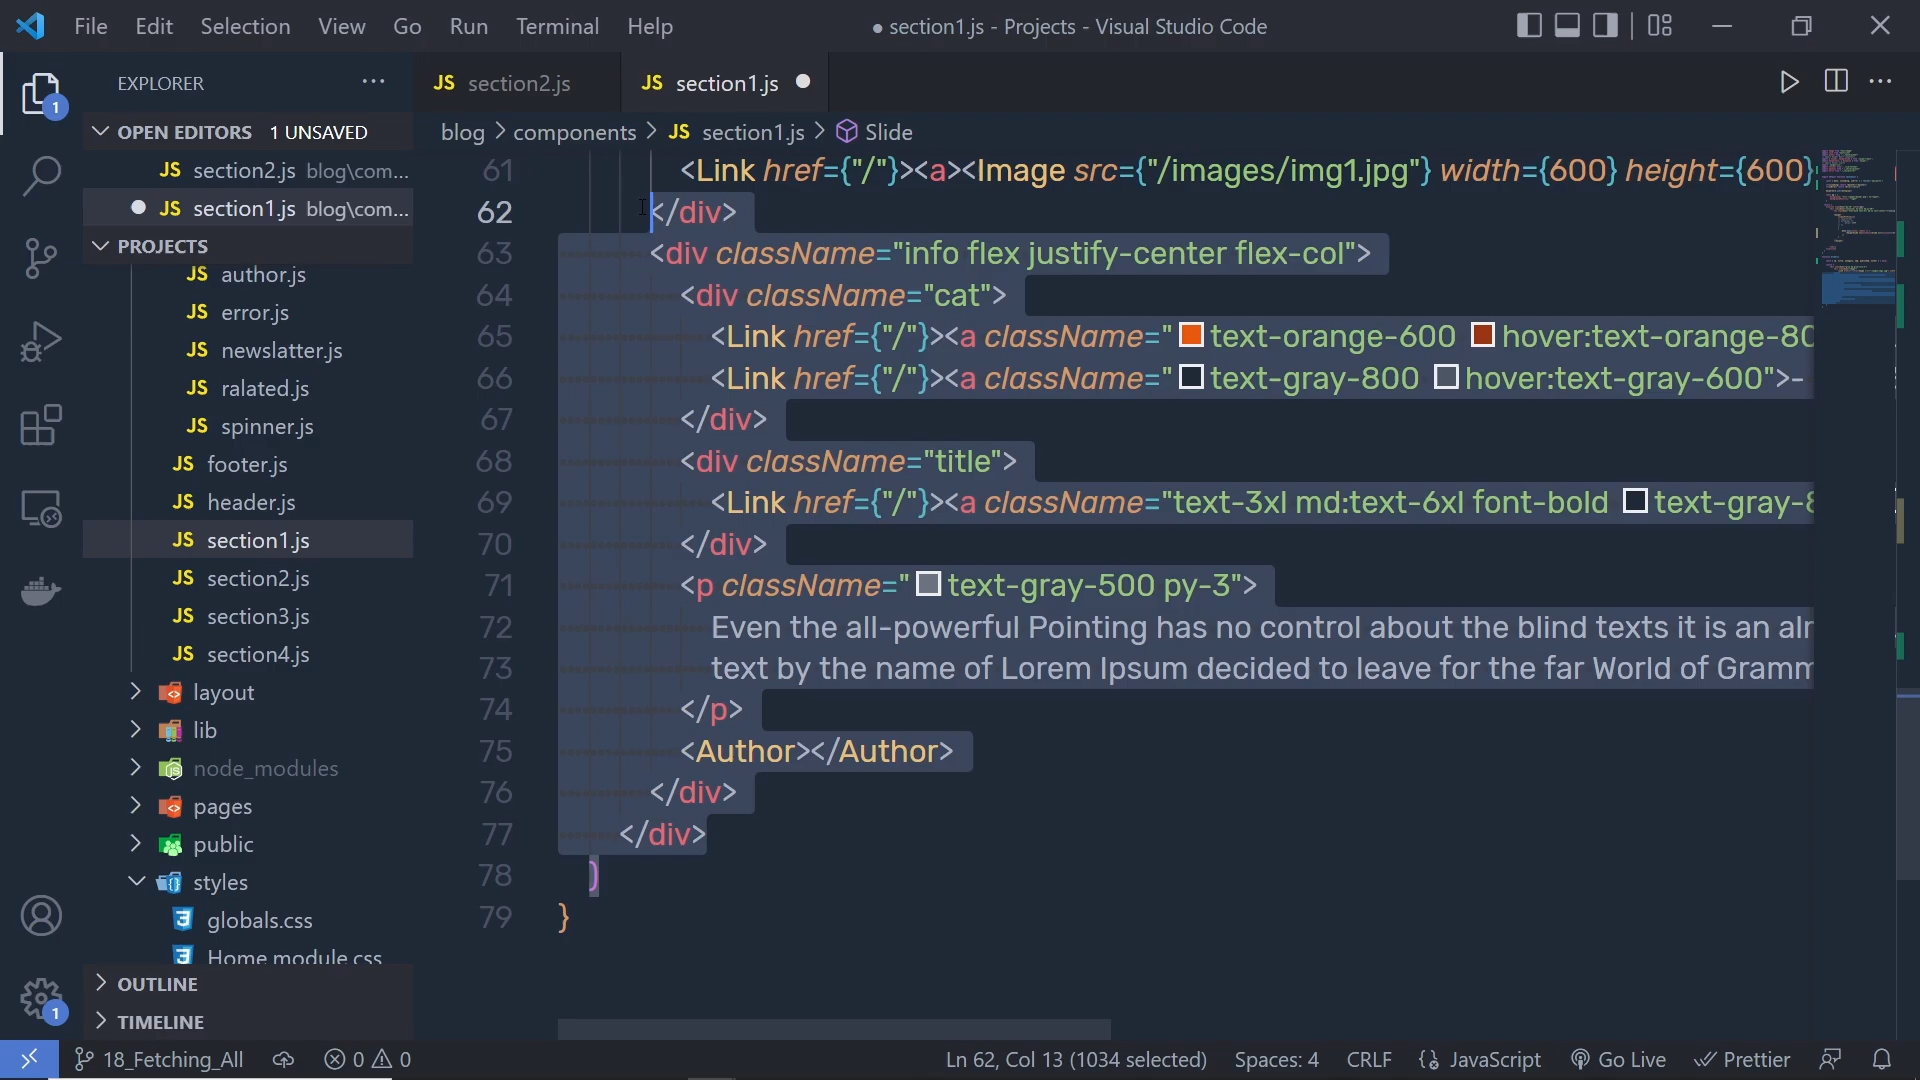 File Edit Selection View Go Run Terminal Help
● section1.js - Projects - Visual Studio Code
EXPLORER ···
1
OPEN EDITORS 1 UNSAVED
JS section2.js blog\com...
JS section1.js blog\com...
PROJECTS
JS author.js
JS error.js
JS newslatter.js
JS ralated.js
JS spinner.js
JS footer.js
JS header.js
JS section1.js
JS section2.js
JS section3.js
JS section4.js
layout
lib
node_modules
pages
public
styles
globals.css
Home module css
OUTLINE
TIMELINE
1
JS section2.js JS section1.js
blog > components > JS section1.js > Slide
61 <Link href={"/"}><a><Image src={"/images/img1.jpg"} width={600} height={600}
62 </div>
63 <div className="info flex justify-center flex-col">
64 <div className="cat">
65 <Link href={"/"}><a className="text-orange-600 hover:text-orange-80
66 <Link href={"/"}><a className="text-gray-800 hover:text-gray-600">-
67 </div>
68 <div className="title">
69 <Link href={"/"}><a className="text-3xl md:text-6xl font-bold text-gray-8
70 </div>
71 <p className="text-gray-500 py-3">
72 Even the all-powerful Pointing has no control about the blind texts it is an
73 text by the name of Lorem Ipsum decided to leave for the far World of Gramm
74 </p>
75 <Author></Author>
76 </div>
77 </div>
78 )
79 }
18_Fetching_All 0 0 Ln 62, Col 13 (1034 selected) Spaces: 4 CRLF JavaScript Go Live Prettier